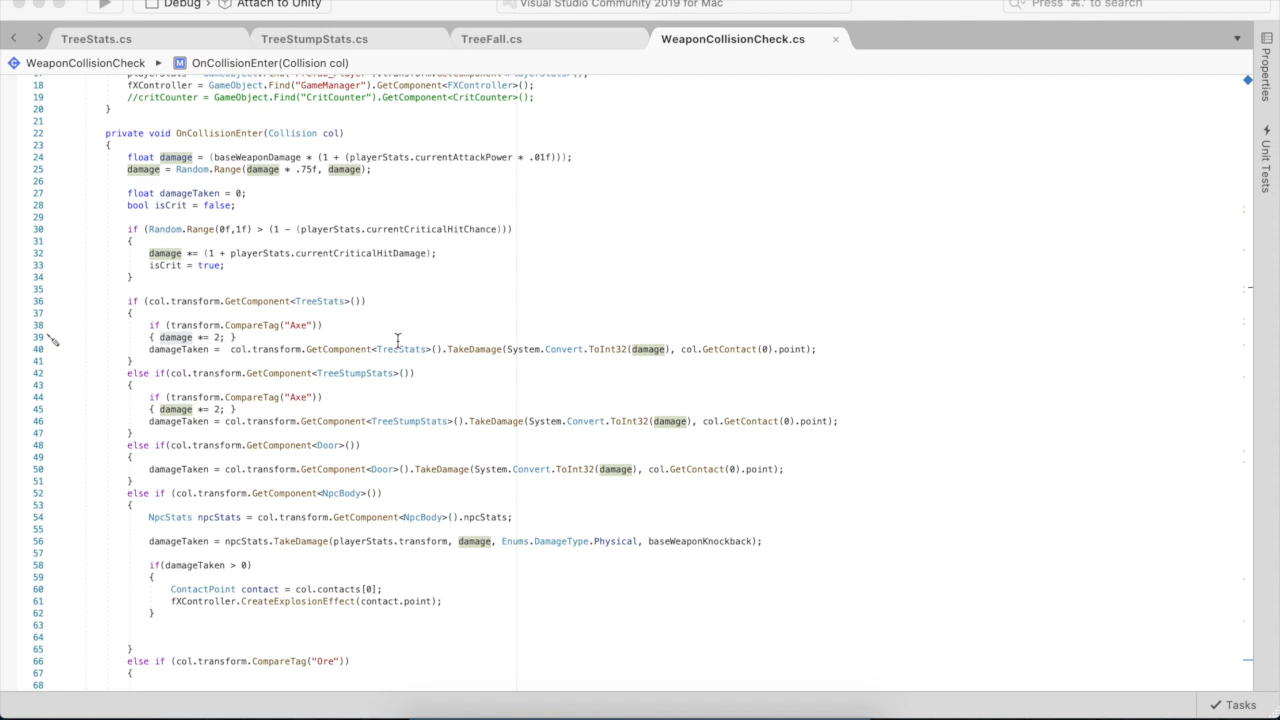 Debug › Attach to Unity
Visual Studio Community 2019 for Mac
Press '⌘.' to search
TreeStats.cs
TreeStumpStats.cs
TreeFall.cs
WeaponCollisionCheck.cs ×
WeaponCollisionCheck ▸ M OnCollisionEnter(Collision col)
18 fXController = GameObject.Find("GameManager").GetComponent<FXController>();
19 //critCounter = GameObject.Find("CritCounter").GetComponent<CritCounter>();
20 }
21
22 private void OnCollisionEnter(Collision col)
23 {
24 float damage = (baseWeaponDamage * (1 + (playerStats.currentAttackPower * .01f)));
25 damage = Random.Range(damage * .75f, damage);
26
27 float damageTaken = 0;
28 bool isCrit = false;
29
30 if (Random.Range(0f,1f) > (1 - (playerStats.currentCriticalHitChance)))
31 {
32 damage *= (1 + playerStats.currentCriticalHitDamage);
33 isCrit = true;
34 }
35
36 if (col.transform.GetComponent<TreeStats>())
37 {
38 if (transform.CompareTag("Axe"))
39 { damage *= 2; }
40 damageTaken =  col.transform.GetComponent<TreeStats>().TakeDamage(System.Convert.ToInt32(damage), col.GetContact(0).point);
41 }
42 else if(col.transform.GetComponent<TreeStumpStats>())
43 {
44 if (transform.CompareTag("Axe"))
45 { damage *= 2; }
46 damageTaken = col.transform.GetComponent<TreeStumpStats>().TakeDamage(System.Convert.ToInt32(damage), col.GetContact(0).point);
47 }
48 else if(col.transform.GetComponent<Door>())
49 {
50 damageTaken = col.transform.GetComponent<Door>().TakeDamage(System.Convert.ToInt32(damage), col.GetContact(0).point);
51 }
52 else if (col.transform.GetComponent<NpcBody>())
53 {
54 NpcStats npcStats = col.transform.GetComponent<NpcBody>().npcStats;
55
56 damageTaken = npcStats.TakeDamage(playerStats.transform, damage, Enums.DamageType.Physical, baseWeaponKnockback);
57
58 if(damageTaken > 0)
59 {
60 ContactPoint contact = col.contacts[0];
61 fXController.CreateExplosionEffect(contact.point);
62 }
63
64
65 }
66 else if (col.transform.CompareTag("Ore"))
67 {
68
Properties
Unit Tests
Tasks